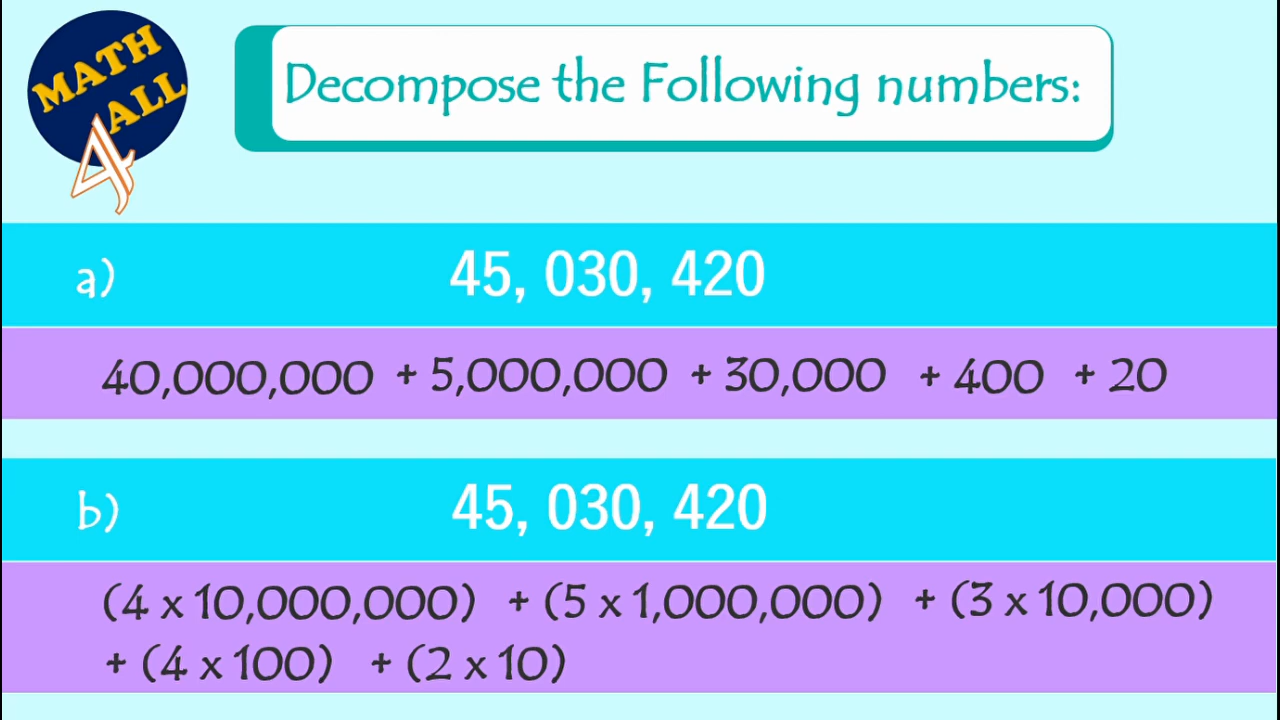 MATH
4 ALL
Decompose the Following numbers:
a) 45, 030, 420
40,000,000 + 5,000,000 + 30,000 + 400 + 20
b) 45, 030, 420
(4 x 10,000,000) + (5 x 1,000,000) + (3 x 10,000)
+ (4 x 100) + (2 x 10)